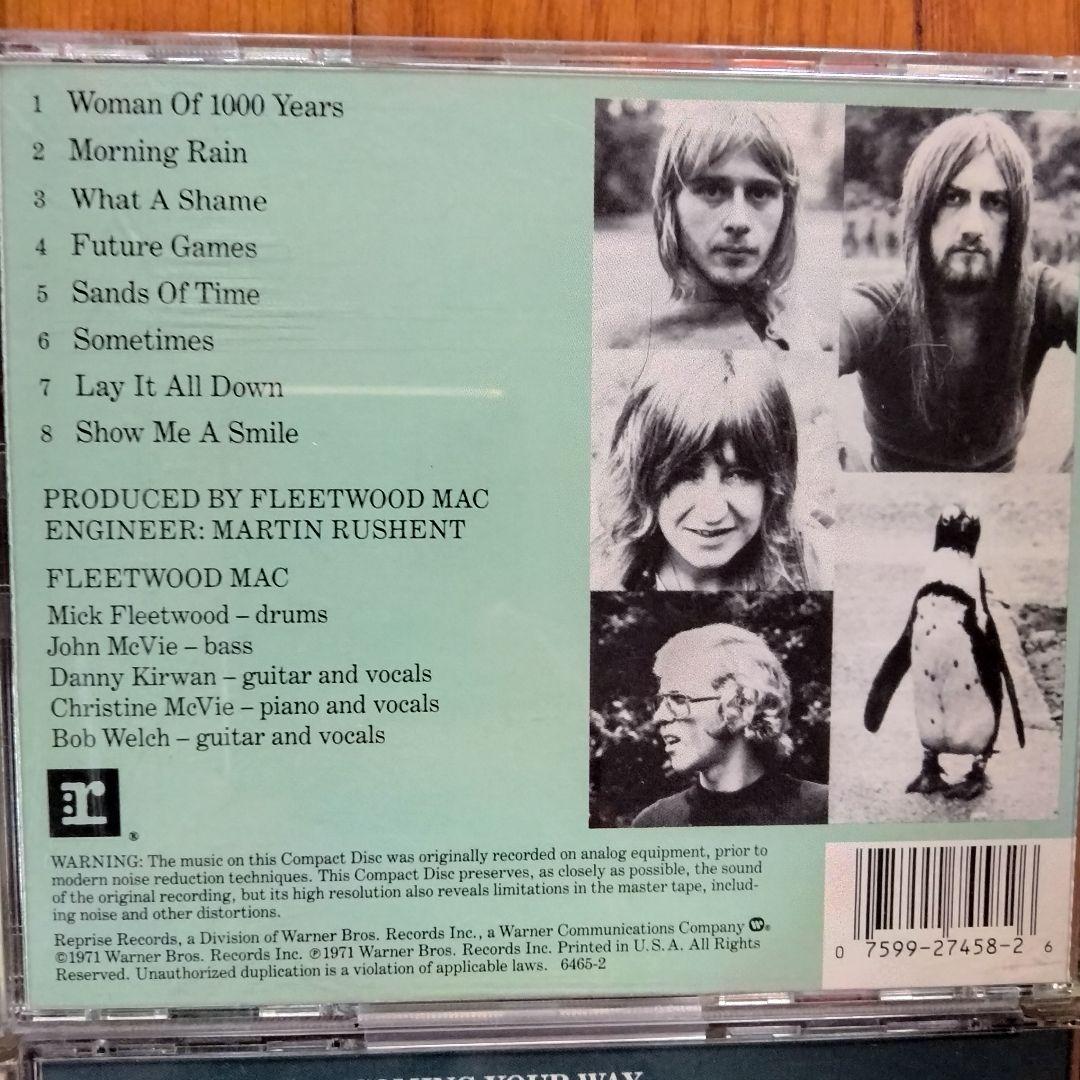 1 Woman Of 1000 Years
2 Morning Rain
3 What A Shame
4 Future Games
5 Sands Of Time
6 Sometimes
7 Lay It All Down
8 Show Me A Smile
PRODUCED BY FLEETWOOD MAC
ENGINEER: MARTIN RUSHENT
FLEETWOOD MAC
Mick Fleetwood – drums
John McVie – bass
Danny Kirwan – guitar and vocals
Christine McVie – piano and vocals
Bob Welch – guitar and vocals
r ®
WARNING: The music on this Compact Disc was originally recorded on analog equipment, prior to
modern noise reduction techniques. This Compact Disc preserves, as closely as possible, the sound
of the original recording, but its high resolution also reveals limitations in the master tape, includ-
ing noise and other distortions.
Reprise Records, a Division of Warner Bros. Records Inc., a Warner Communications Company W®
©1971 Warner Bros. Records Inc. ℗1971 Warner Bros. Records Inc. Printed in U.S.A. All Rights
Reserved. Unauthorized duplication is a violation of applicable laws. 6465-2
0 7599-27458-2 6
YOUR WAY